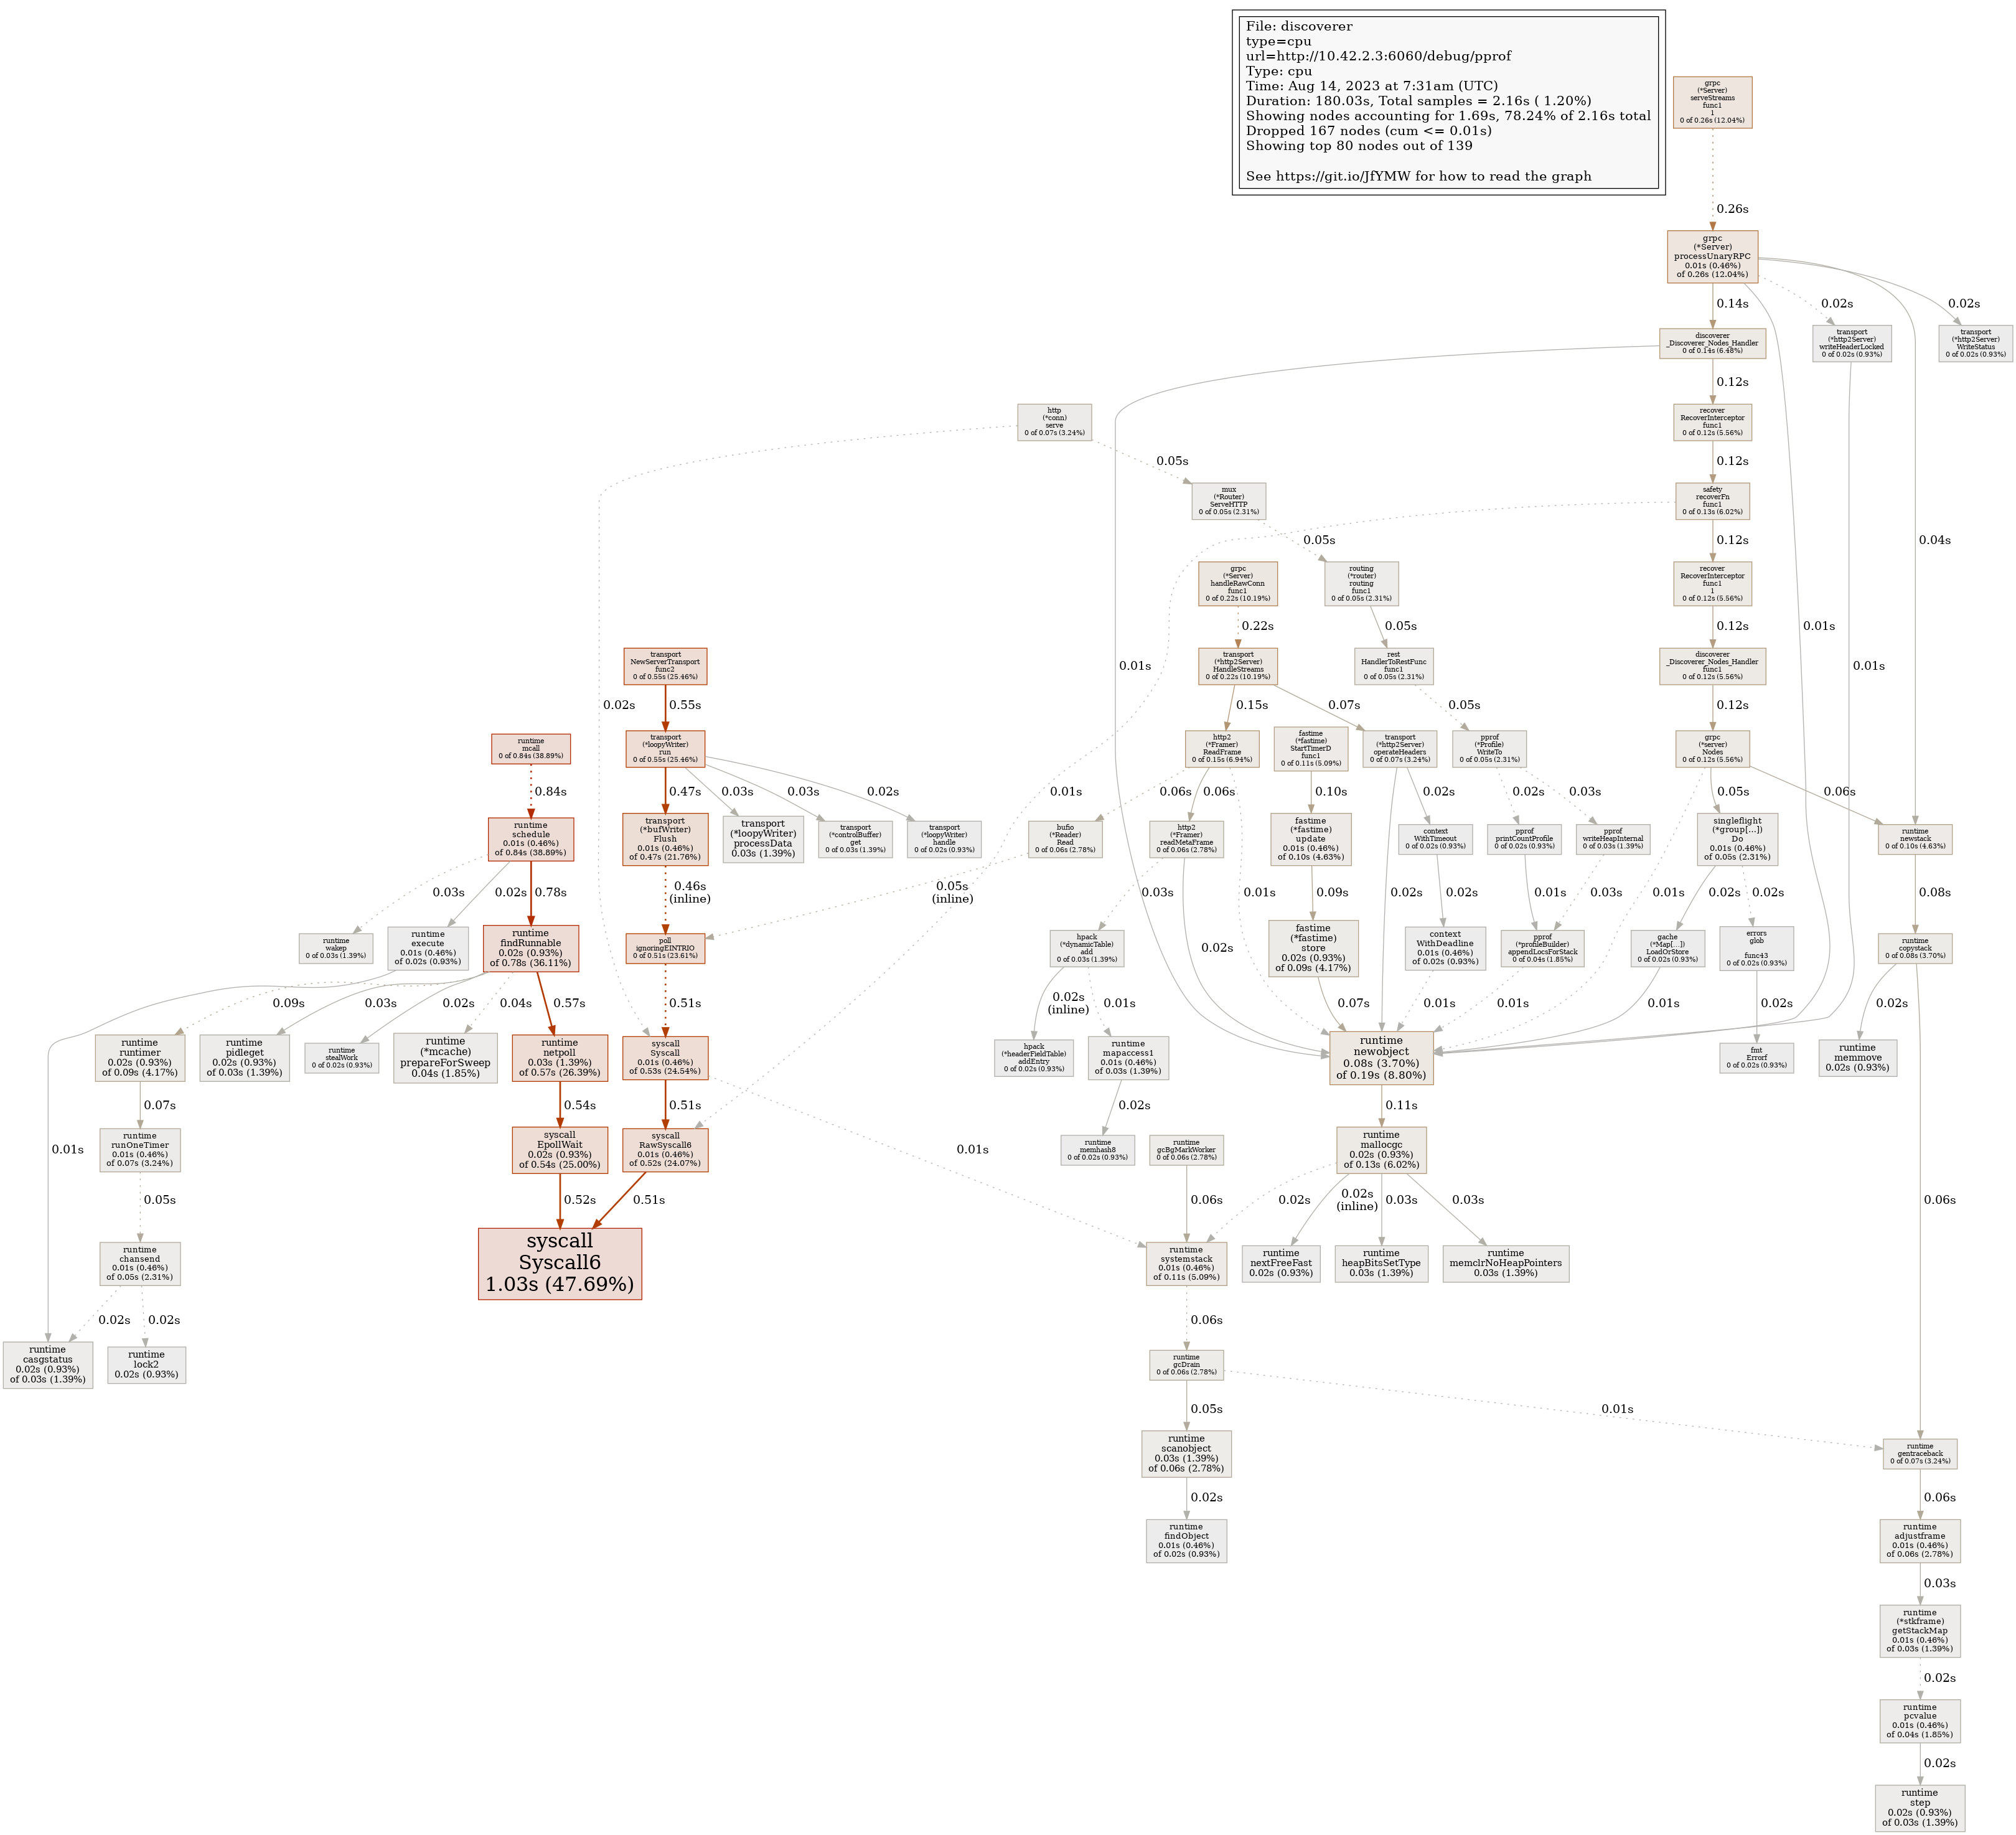 File: discoverer
type=cpu
url=http://10.42.2.3:6060/debug/pprof
Type: cpu
Time: Aug 14, 2023 at 7:31am (UTC)
Duration: 180.03s, Total samples = 2.16s ( 1.20%)
Showing nodes accounting for 1.69s, 78.24% of 2.16s total
Dropped 167 nodes (cum <= 0.01s)
Showing top 80 nodes out of 139
See https://git.io/JfYMW for how to read the graph
grpc
(*Server)
serveStreams
func1
1
0 of 0.26s (12.04%)
0.26s
grpc
(*Server)
processUnaryRPC
0.01s (0.46%)
of 0.26s (12.04%)
0.14s
0.02s
0.02s
discoverer
_Discoverer_Nodes_Handler
0 of 0.14s (6.48%)
transport
(*http2Server)
writeHeaderLocked
0 of 0.02s (0.93%)
transport
(*http2Server)
WriteStatus
0 of 0.02s (0.93%)
0.12s
http
(*conn)
serve
0 of 0.07s (3.24%)
recover
RecoverInterceptor
func1
0 of 0.12s (5.56%)
0.05s
0.12s
mux
(*Router)
ServeHTTP
0 of 0.05s (2.31%)
safety
recoverFn
func1
0 of 0.13s (6.02%)
0.05s
0.12s
0.04s
grpc
(*Server)
handleRawConn
func1
0 of 0.22s (10.19%)
routing
(*router)
routing
func1
0 of 0.05s (2.31%)
recover
RecoverInterceptor
func1
1
0 of 0.12s (5.56%)
0.22s
0.05s
0.12s
0.01s
transport
NewServerTransport
func2
0 of 0.55s (25.46%)
0.01s
transport
(*http2Server)
HandleStreams
0 of 0.22s (10.19%)
rest
HandlerToRestFunc
func1
0 of 0.05s (2.31%)
discoverer
_Discoverer_Nodes_Handler
func1
0 of 0.12s (5.56%)
0.01s
0.02s
0.55s
0.15s
0.07s
0.05s
0.12s
runtime
mcall
0 of 0.84s (38.89%)
transport
(*loopyWriter)
run
0 of 0.55s (25.46%)
http2
(*Framer)
ReadFrame
0 of 0.15s (6.94%)
fastime
(*fastime)
StartTimerD
func1
0 of 0.11s (5.09%)
transport
(*http2Server)
operateHeaders
0 of 0.07s (3.24%)
pprof
(*Profile)
WriteTo
0 of 0.05s (2.31%)
grpc
(*server)
Nodes
0 of 0.12s (5.56%)
0.84s
0.47s
0.03s
0.03s
0.02s
0.01s
0.06s
0.06s
0.10s
0.02s
0.02s
0.03s
0.05s
0.06s
runtime
schedule
0.01s (0.46%)
of 0.84s (38.89%)
transport
(*bufWriter)
Flush
0.01s (0.46%)
of 0.47s (21.76%)
transport
(*loopyWriter)
processData
0.03s (1.39%)
transport
(*controlBuffer)
get
0 of 0.03s (1.39%)
transport
(*loopyWriter)
handle
0 of 0.02s (0.93%)
bufio
(*Reader)
Read
0 of 0.06s (2.78%)
http2
(*Framer)
readMetaFrame
0 of 0.06s (2.78%)
fastime
(*fastime)
update
0.01s (0.46%)
of 0.10s (4.63%)
context
WithTimeout
0 of 0.02s (0.93%)
pprof
printCountProfile
0 of 0.02s (0.93%)
pprof
writeHeapInternal
0 of 0.03s (1.39%)
singleflight
(*group[...])
Do
0.01s (0.46%)
of 0.05s (2.31%)
runtime
newstack
0 of 0.10s (4.63%)
0.03s
0.02s
0.78s
0.46s
(inline)
0.05s
(inline)
0.03s
0.01s
0.09s
0.02s
0.02s
0.01s
0.03s
0.01s
0.02s
0.02s
0.08s
runtime
wakep
0 of 0.03s (1.39%)
runtime
execute
0.01s (0.46%)
of 0.02s (0.93%)
runtime
findRunnable
0.02s (0.93%)
of 0.78s (36.11%)
poll
ignoringEINTRIO
0 of 0.51s (23.61%)
hpack
(*dynamicTable)
add
0 of 0.03s (1.39%)
0.02s
fastime
(*fastime)
store
0.02s (0.93%)
of 0.09s (4.17%)
context
WithDeadline
0.01s (0.46%)
of 0.02s (0.93%)
pprof
(*profileBuilder)
appendLocsForStack
0 of 0.04s (1.85%)
gache
(*Map[...])
LoadOrStore
0 of 0.02s (0.93%)
errors
glob

func43
0 of 0.02s (0.93%)
runtime
copystack
0 of 0.08s (3.70%)
0.09s
0.03s
0.02s
0.04s
0.57s
0.51s
0.02s
(inline)
0.01s
0.07s
0.01s
0.01s
0.01s
0.02s
0.02s
runtime
runtimer
0.02s (0.93%)
of 0.09s (4.17%)
runtime
pidleget
0.02s (0.93%)
of 0.03s (1.39%)
runtime
stealWork
0 of 0.02s (0.93%)
runtime
(*mcache)
prepareForSweep
0.04s (1.85%)
runtime
netpoll
0.03s (1.39%)
of 0.57s (26.39%)
syscall
Syscall
0.01s (0.46%)
of 0.53s (24.54%)
hpack
(*headerFieldTable)
addEntry
0 of 0.02s (0.93%)
runtime
mapaccess1
0.01s (0.46%)
of 0.03s (1.39%)
runtime
newobject
0.08s (3.70%)
of 0.19s (8.80%)
fmt
Errorf
0 of 0.02s (0.93%)
runtime
memmove
0.02s (0.93%)
0.07s
0.54s
0.51s
0.02s
0.11s
0.01s
runtime
runOneTimer
0.01s (0.46%)
of 0.07s (3.24%)
syscall
EpollWait
0.02s (0.93%)
of 0.54s (25.00%)
syscall
RawSyscall6
0.01s (0.46%)
of 0.52s (24.07%)
0.01s
runtime
memhash8
0 of 0.02s (0.93%)
runtime
gcBgMarkWorker
0 of 0.06s (2.78%)
runtime
mallocgc
0.02s (0.93%)
of 0.13s (6.02%)
0.05s
0.52s
0.51s
0.06s
0.02s
0.02s
(inline)
0.03s
0.03s
0.06s
runtime
chansend
0.01s (0.46%)
of 0.05s (2.31%)
syscall
Syscall6
1.03s (47.69%)
runtime
systemstack
0.01s (0.46%)
of 0.11s (5.09%)
runtime
nextFreeFast
0.02s (0.93%)
runtime
heapBitsSetType
0.03s (1.39%)
runtime
memclrNoHeapPointers
0.03s (1.39%)
0.02s
0.02s
0.06s
runtime
casgstatus
0.02s (0.93%)
of 0.03s (1.39%)
runtime
lock2
0.02s (0.93%)
runtime
gcDrain
0 of 0.06s (2.78%)
0.05s
0.01s
runtime
scanobject
0.03s (1.39%)
of 0.06s (2.78%)
runtime
gentraceback
0 of 0.07s (3.24%)
0.02s
0.06s
runtime
findObject
0.01s (0.46%)
of 0.02s (0.93%)
runtime
adjustframe
0.01s (0.46%)
of 0.06s (2.78%)
0.03s
runtime
(*stkframe)
getStackMap
0.01s (0.46%)
of 0.03s (1.39%)
0.02s
runtime
pcvalue
0.01s (0.46%)
of 0.04s (1.85%)
0.02s
runtime
step
0.02s (0.93%)
of 0.03s (1.39%)